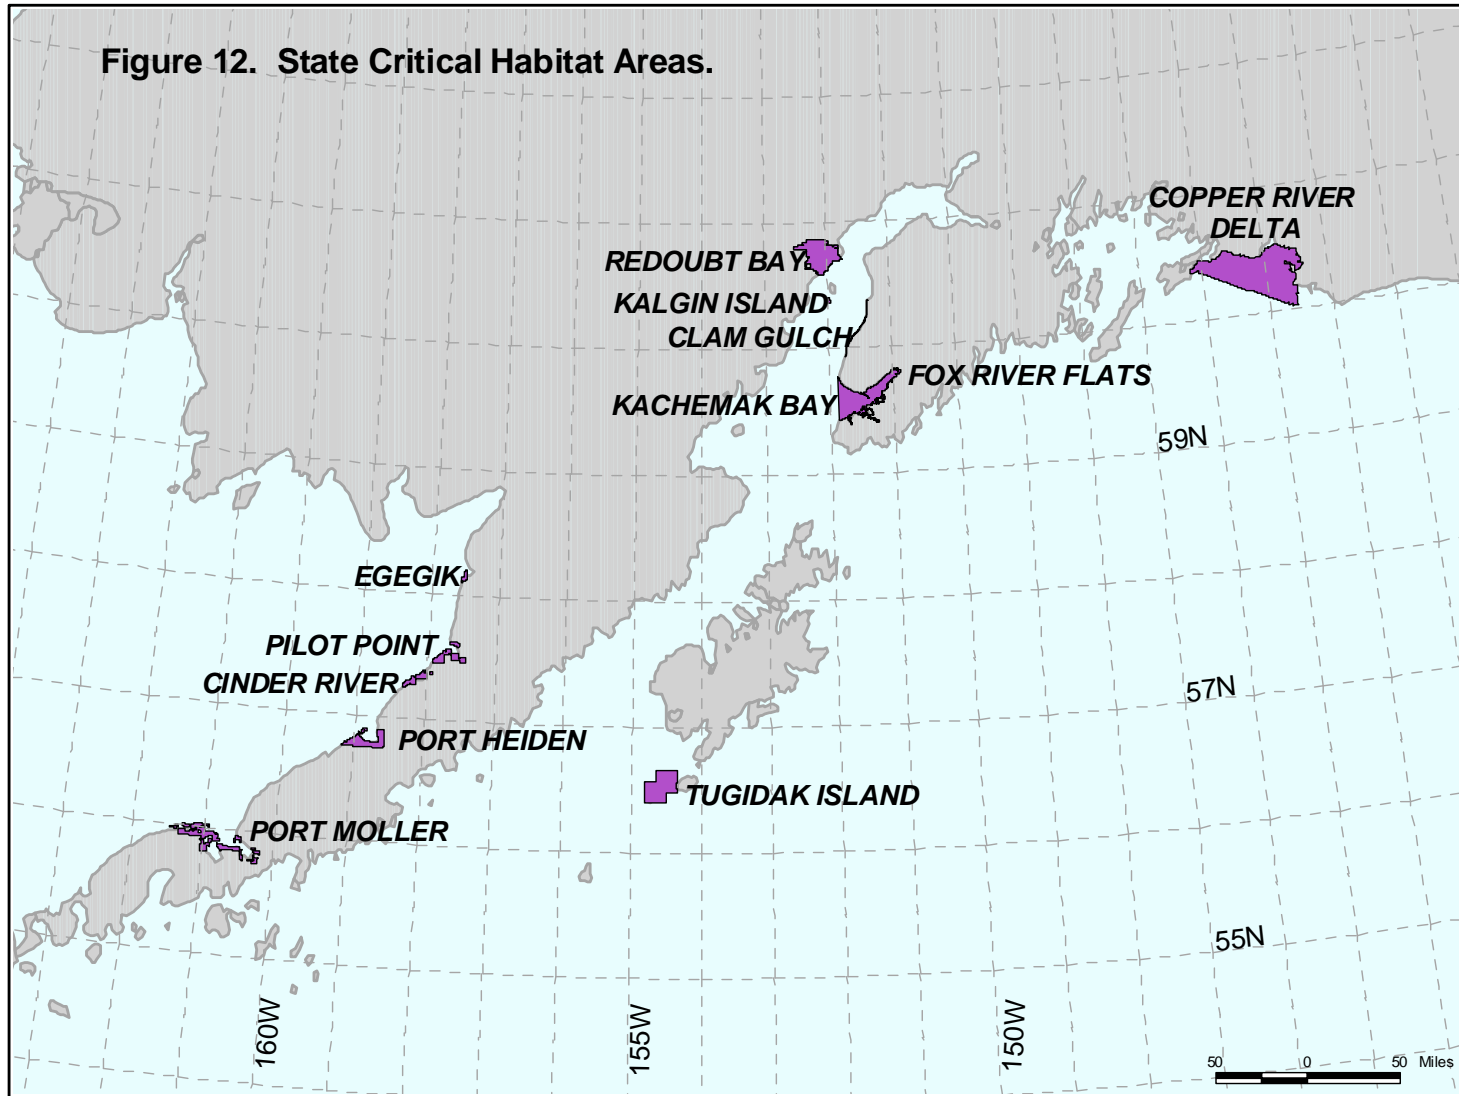 Figure 12. State Critical Habitat Areas.
COPPER RIVER
DELTA
REDOUBT BAY
KALGIN ISLAND
CLAM GULCH
FOX RIVER FLATS
KACHEMAK BAY
59N
EGEGIK
PILOT POINT
CINDER RIVER
57N
PORT HEIDEN
TUGIDAK ISLAND
PORT MOLLER
55N
160W
155W
150W
50 0 50 Miles